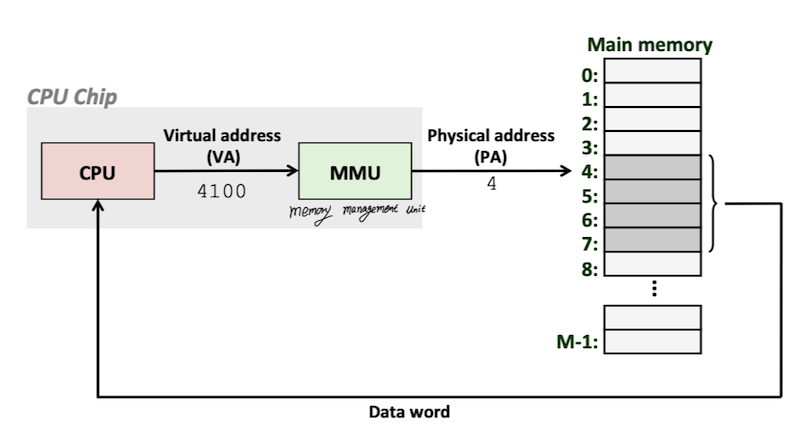 Main memory
CPU Chip
0:
1:
2:
3:
4:
5:
6:
7:
8:
M-1:
Virtual address
(VA)
Physical address
(PA)
CPU
MMU
4100
4
memory management unit
Data word